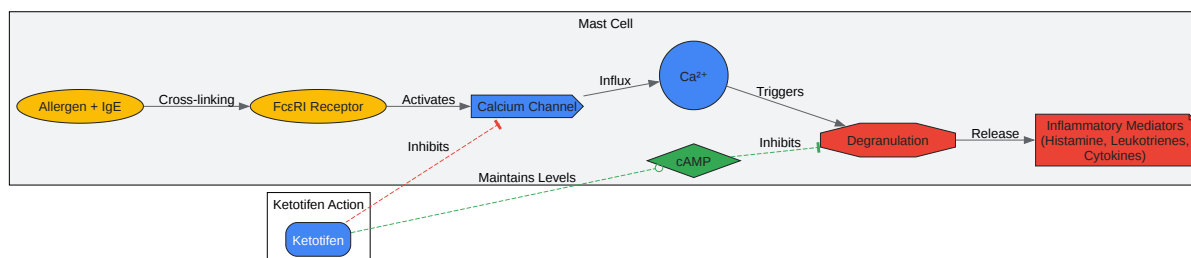 Mast Cell
Allergen + IgE
Cross-linking
FcεRI Receptor
Activates
Calcium Channel
Influx
Ca²⁺
Triggers
Degranulation
Release
Inflammatory Mediators
(Histamine, Leukotrienes,
Cytokines)
Inhibits
cAMP
Inhibits
Maintains Levels
Ketotifen Action
Ketotifen